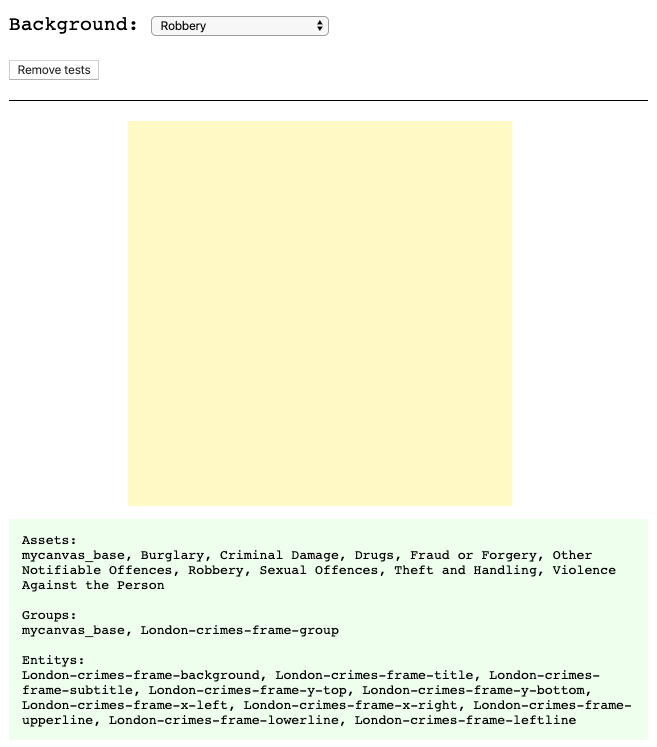 Background: Robbery
Remove tests
Assets:
mycanvas_base, Burglary, Criminal Damage, Drugs, Fraud or Forgery, Other
Notifiable Offences, Robbery, Sexual Offences, Theft and Handling, Violence
Against the Person
Groups:
mycanvas_base, London-crimes-frame-group
Entitys:
London-crimes-frame-background, London-crimes-frame-title, London-crimes-
frame-subtitle, London-crimes-frame-y-top, London-crimes-frame-y-bottom,
London-crimes-frame-x-left, London-crimes-frame-x-right, London-crimes-frame-
upperline, London-crimes-frame-lowerline, London-crimes-frame-leftline